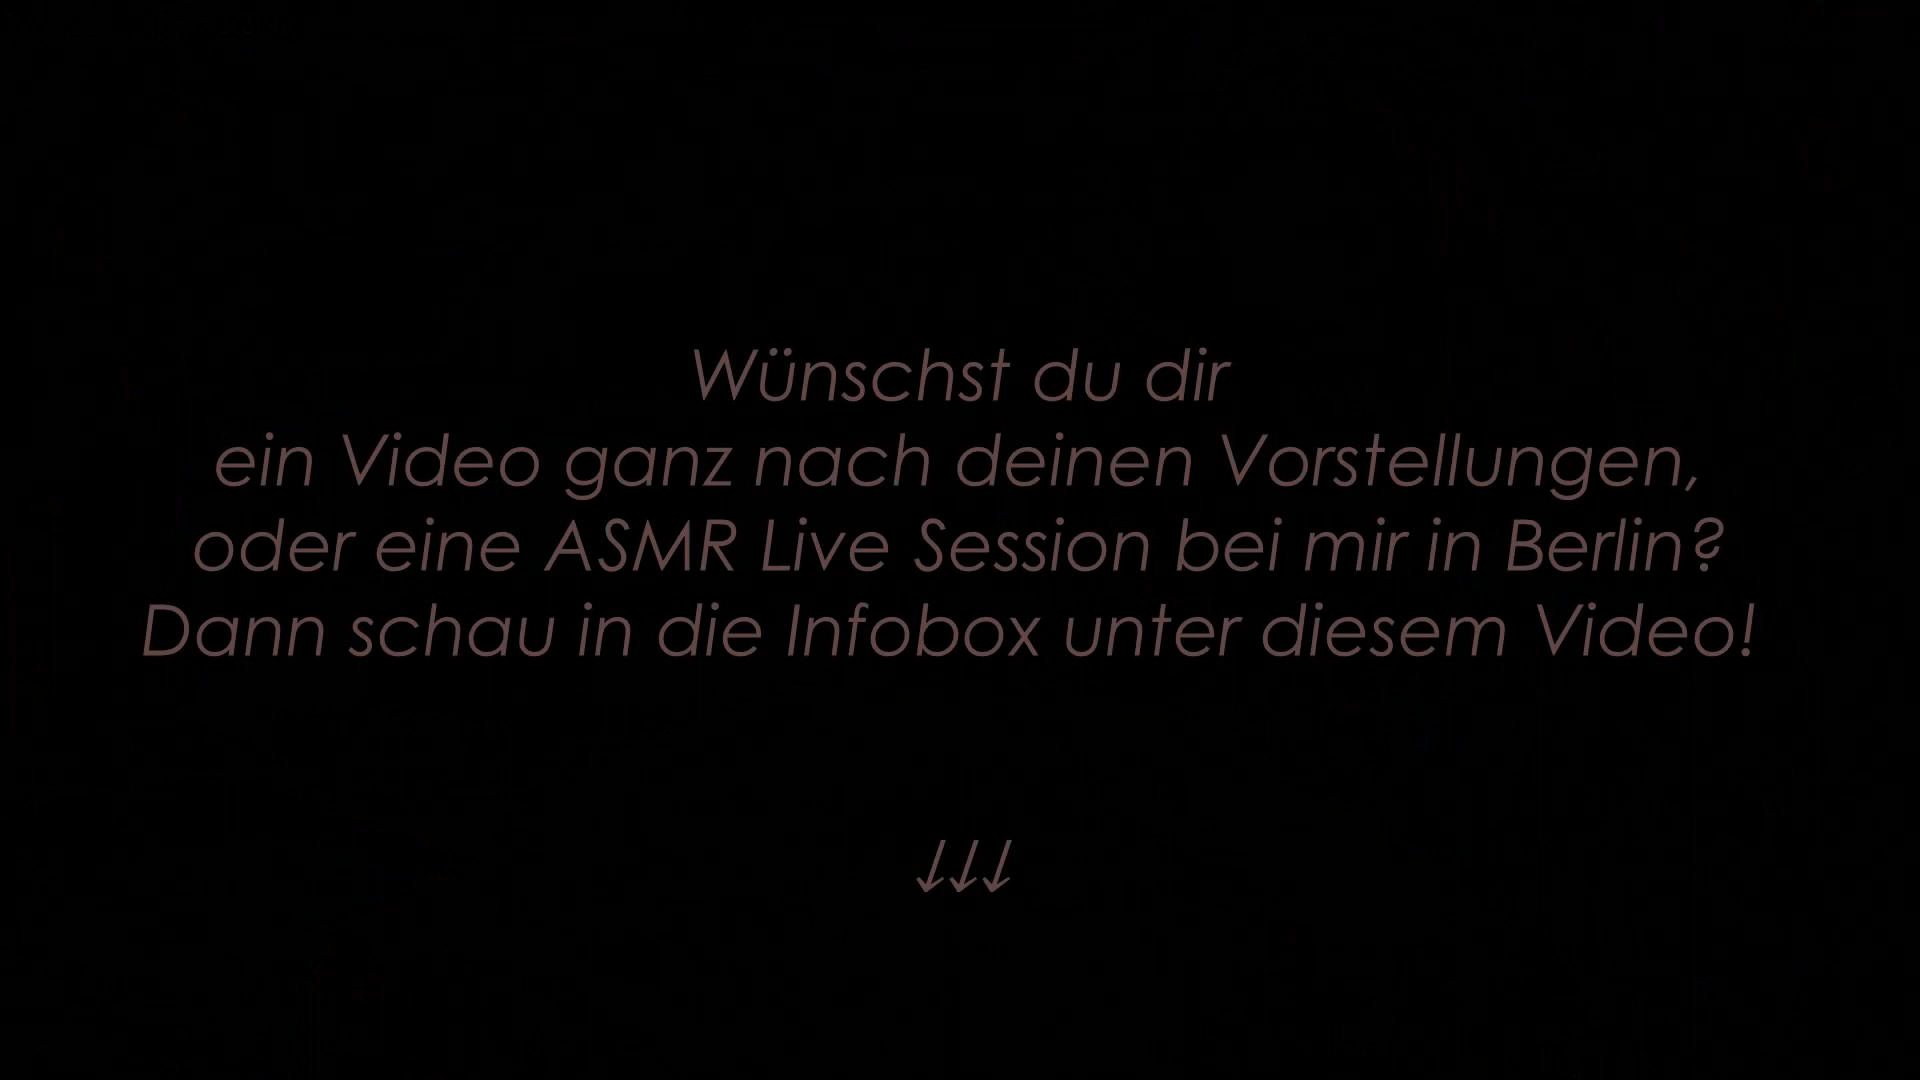 Wünschst du dir
ein Video ganz nach deinen Vorstellungen,
oder eine ASMR Live Session bei mir in Berlin?
Dann schau in die Infobox unter diesem Video!
↓↓↓